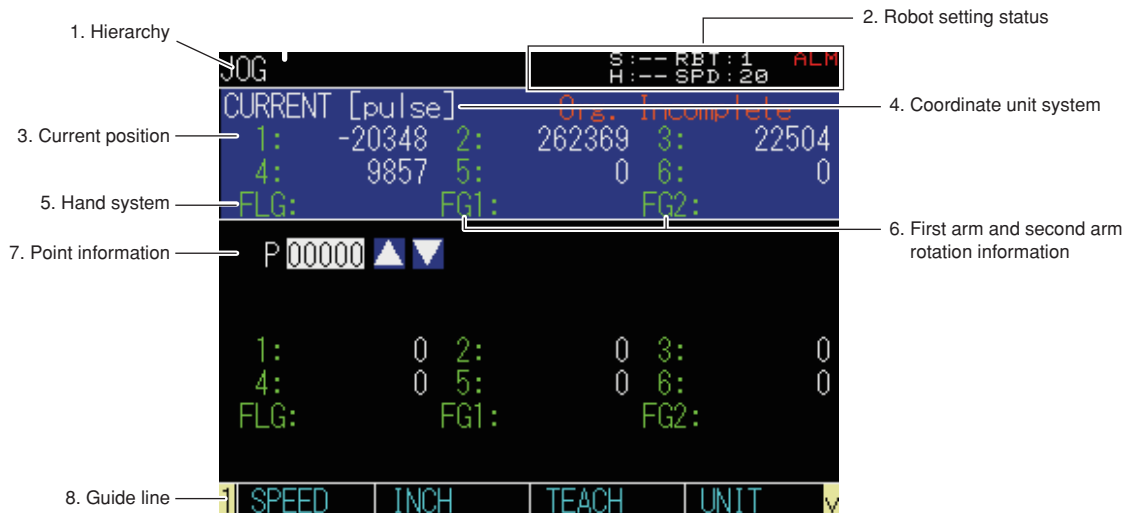 1. Hierarchy
2. Robot setting status
JOG
S:-- RBT:1 ALM
H:-- SPD:20
CURRENT [pulse] Org. Incomplete
4. Coordinate unit system
3. Current position
1: -20348 2: 262369 3: 22504
4: 9857 5: 0 6: 0
5. Hand system
FLG: FG1: FG2:
6. First arm and second arm
rotation information
7. Point information
P 00000
1: 0 2: 0 3: 0
4: 0 5: 0 6: 0
FLG: FG1: FG2:
8. Guide line
1 SPEED INCH TEACH UNIT v